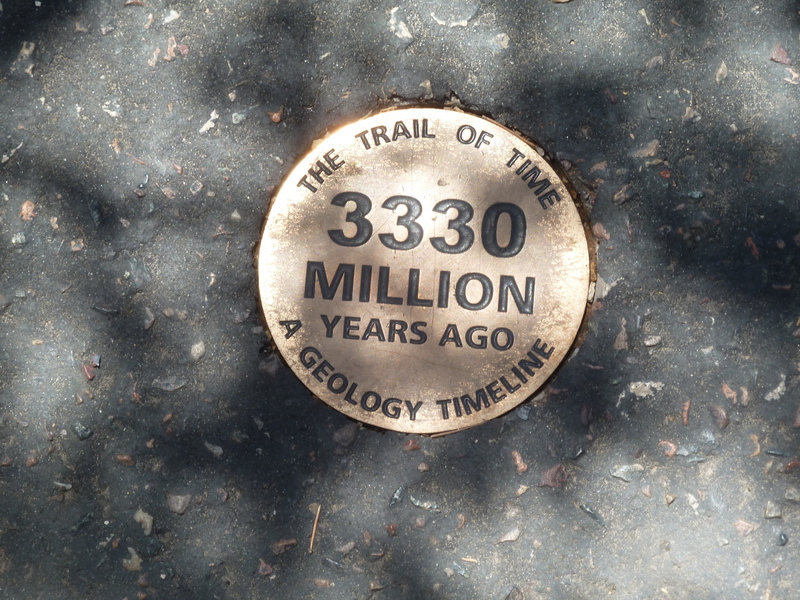 THE TRAIL OF TIME
3330
MILLION
YEARS AGO
A GEOLOGY TIMELINE